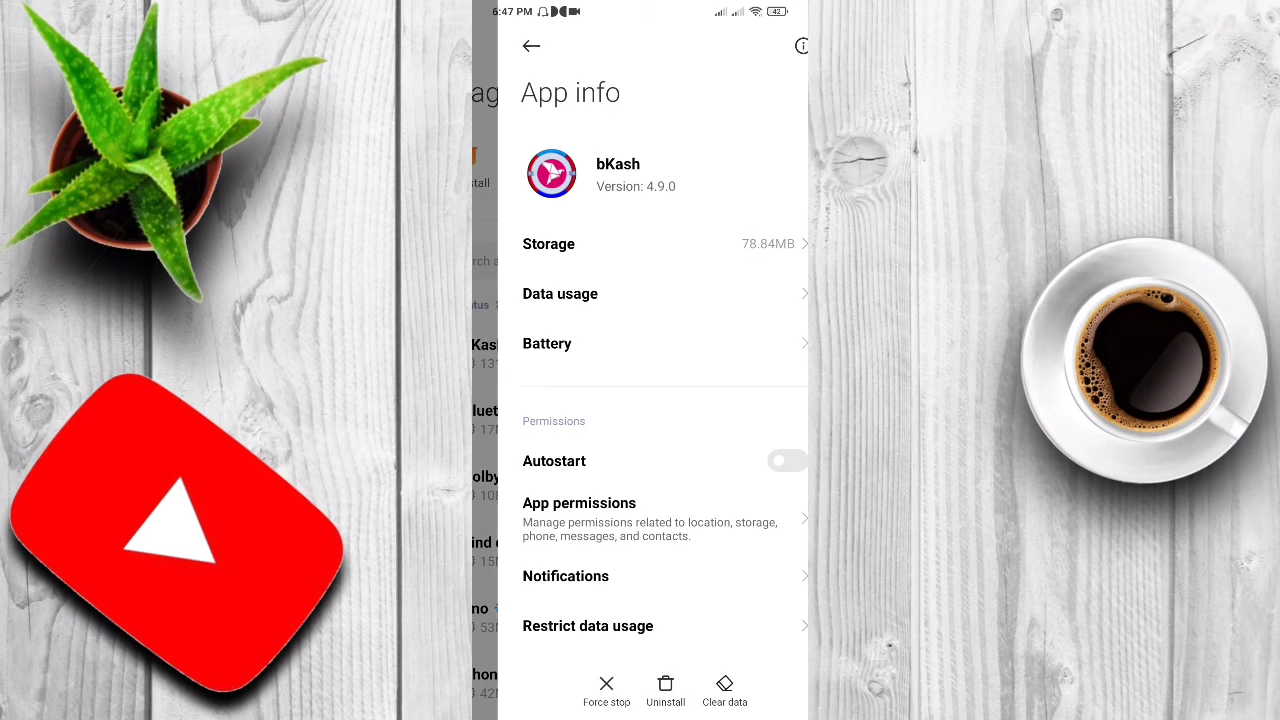 6:47 PM
42
App info
bKash
Version: 4.9.0
Storage
78.84MB
Data usage
Battery
Permissions
Autostart
App permissions
Manage permissions related to location, storage,
phone, messages, and contacts.
Notifications
Restrict data usage
Force stop
Uninstall
Clear data